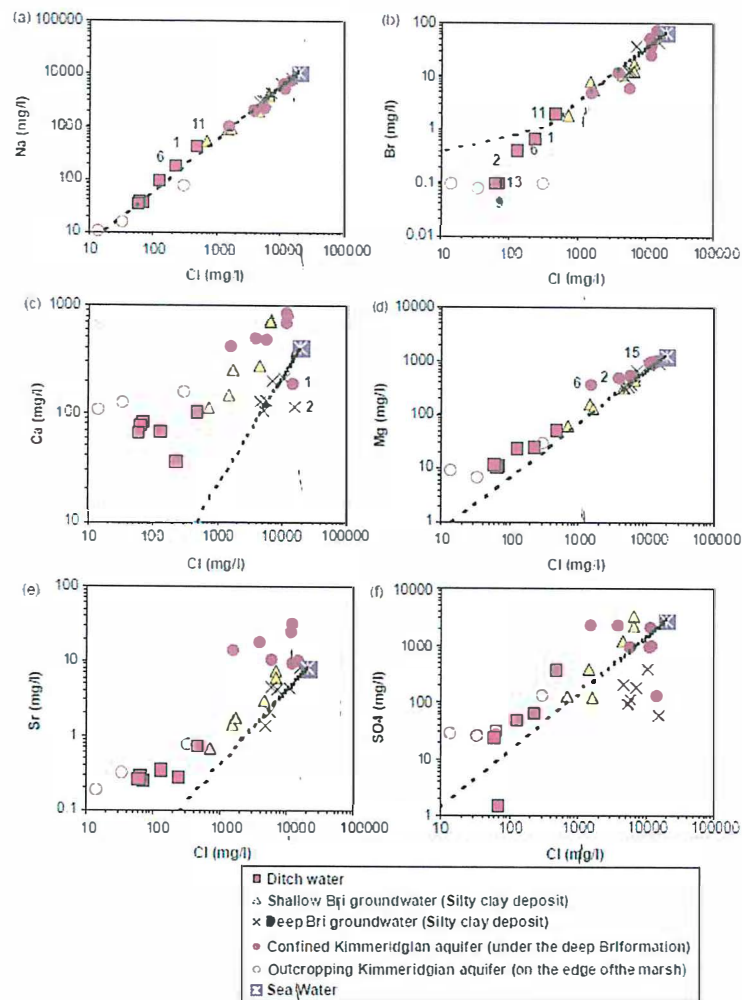 (a)
100000
10000
1000
100
10
Na (mg/l)
11
1
6
10 100 1000 10000 100000
Cl (mg/l)
(b)
100
10
1
0.1
0.01
Br (mg/l)
11
1
6
2
13
9
10 100 1000 10000 100000
Cl (mg/l)
(c)
1000
100
10
Ca (mg/l)
1
2
10 100 1000 10000 100000
Cl (mg/l)
(d)
10000
1000
100
10
1
Mg (mg/l)
15
6 2
10 100 1000 10000 100000
Cl (mg/l)
(e)
100
10
1
0.1
Sr (mg/l)
10 100 1000 10000 100000
Cl (mg/l)
(f)
10000
1000
100
10
1
SO4 (mg/l)
10 100 1000 10000 100000
Cl (mg/l)
Ditch water
Shallow Bri groundwater (Silty clay deposit)
Deep Bri groundwater (Silty clay deposit)
Confined Kimmeridgian aquifer (under the deep Briformation)
Outcropping Kimmeridgian aquifer (on the edge ofthe marsh)
Sea Water